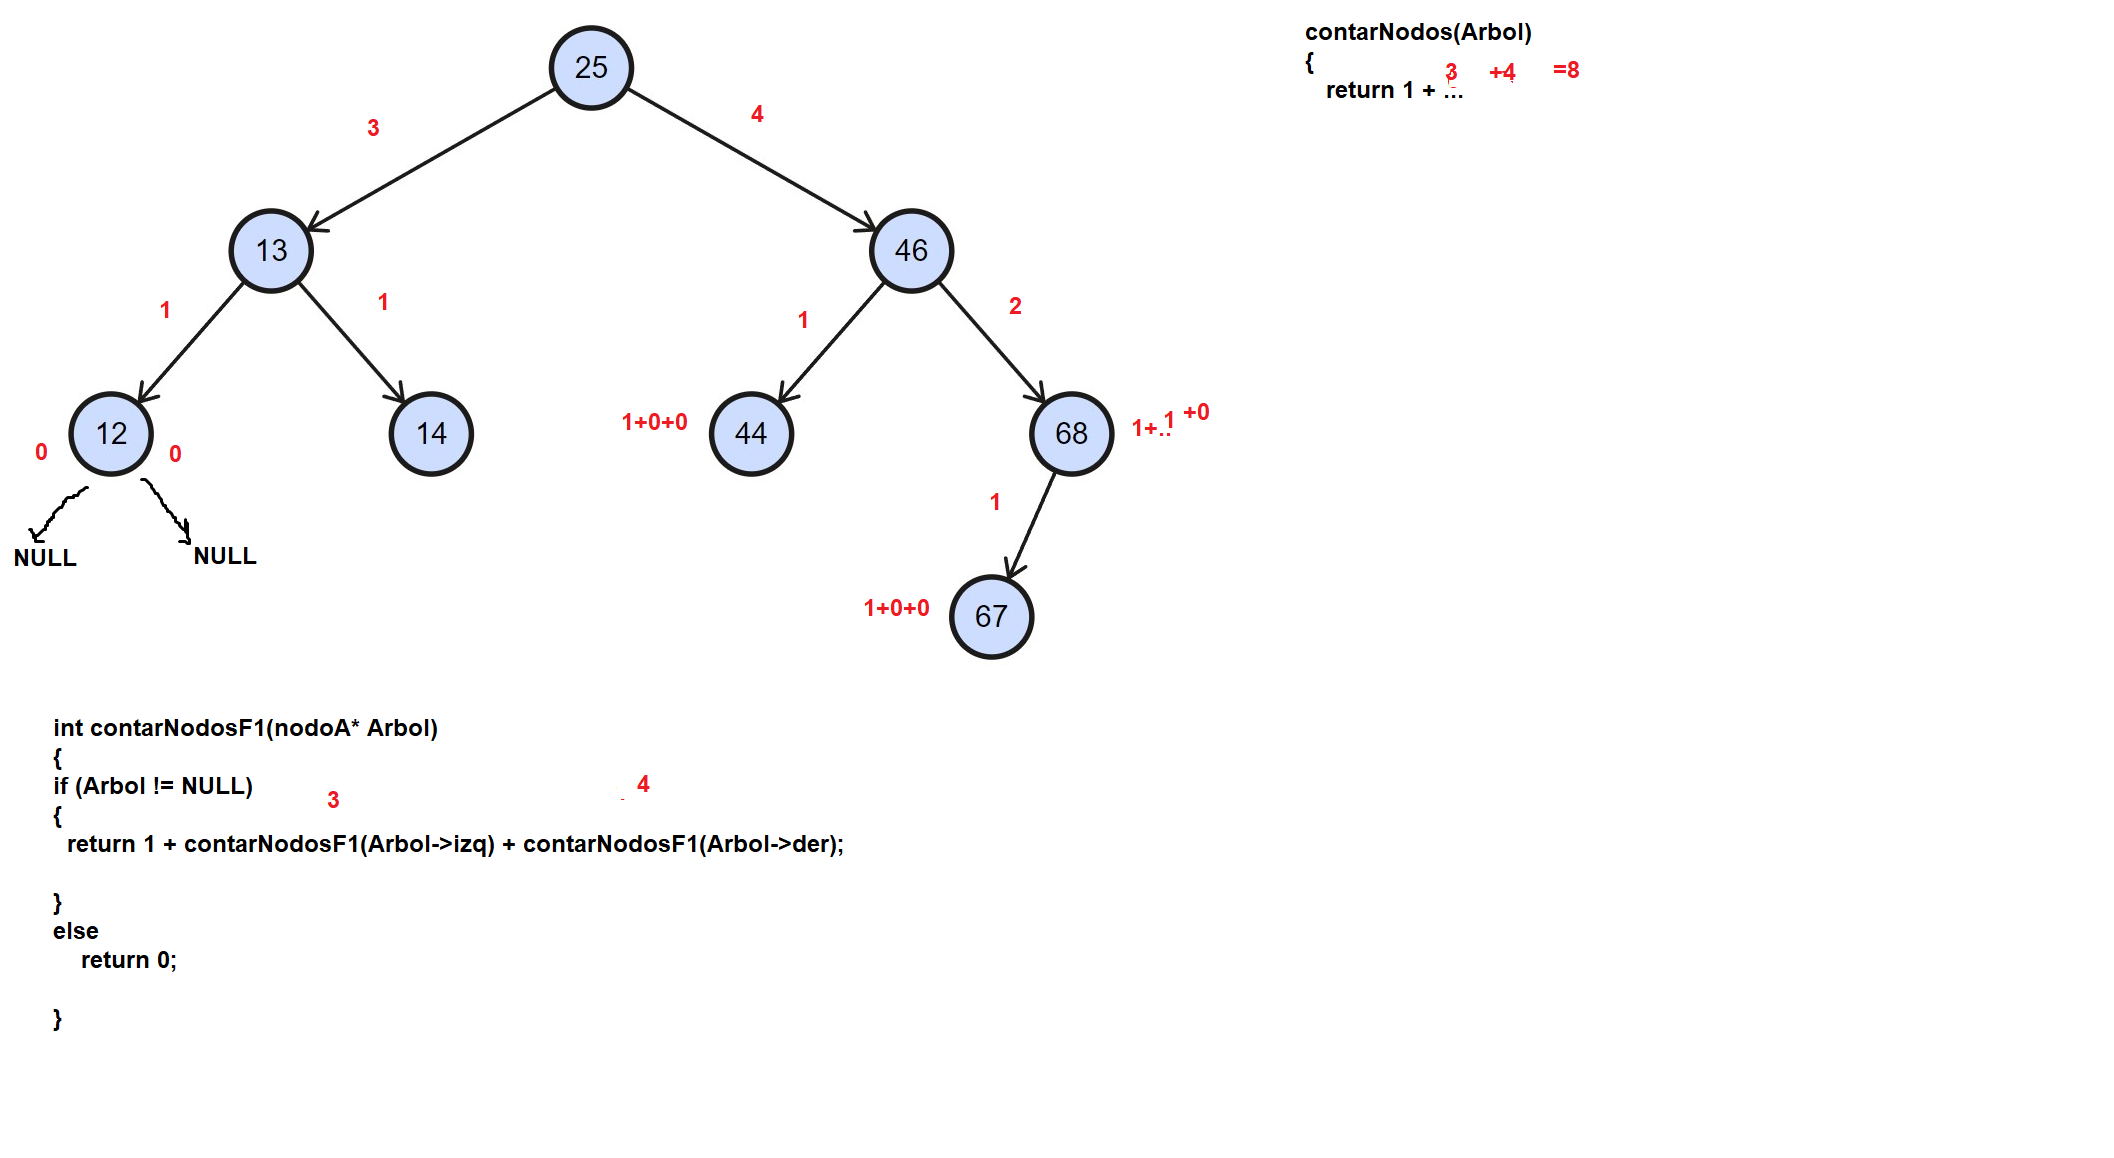 25
contarNodos(Arbol)
{
3 +4 =8
return 1 + ...
3
4
13
46
1
1
1
2
12
14
1+0+0
44
68
1+..
1
+0
0
0
1
NULL
NULL
1+0+0
67
int contarNodosF1(nodoA* Arbol)
{
if (Arbol != NULL)
3
4
{
return 1 + contarNodosF1(Arbol->izq) + contarNodosF1(Arbol->der);
}
else
return 0;
}